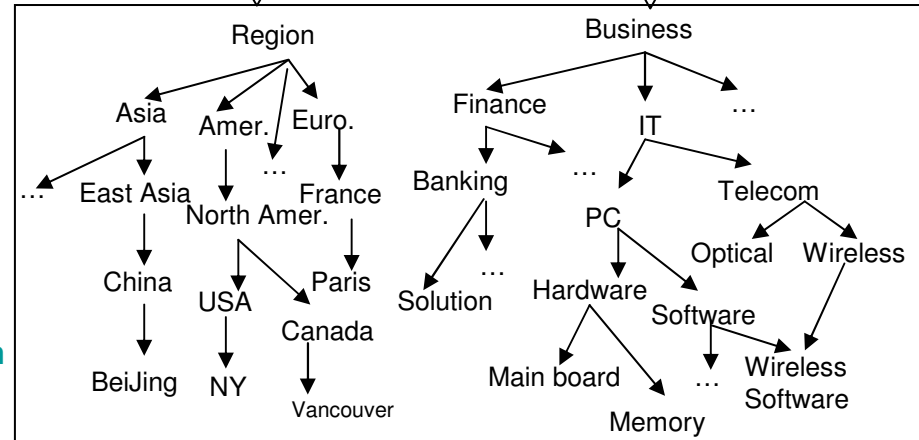 Region
Business
Asia
Amer.
Euro.
...
Finance
IT
...
...
East Asia
North Amer.
France
Banking
...
PC
Telecom
China
USA
Paris
Canada
Solution
...
Hardware
Software
Optical
Wireless
BeiJing
NY
Vancouver
Main board
Memory
...
Wireless
Software